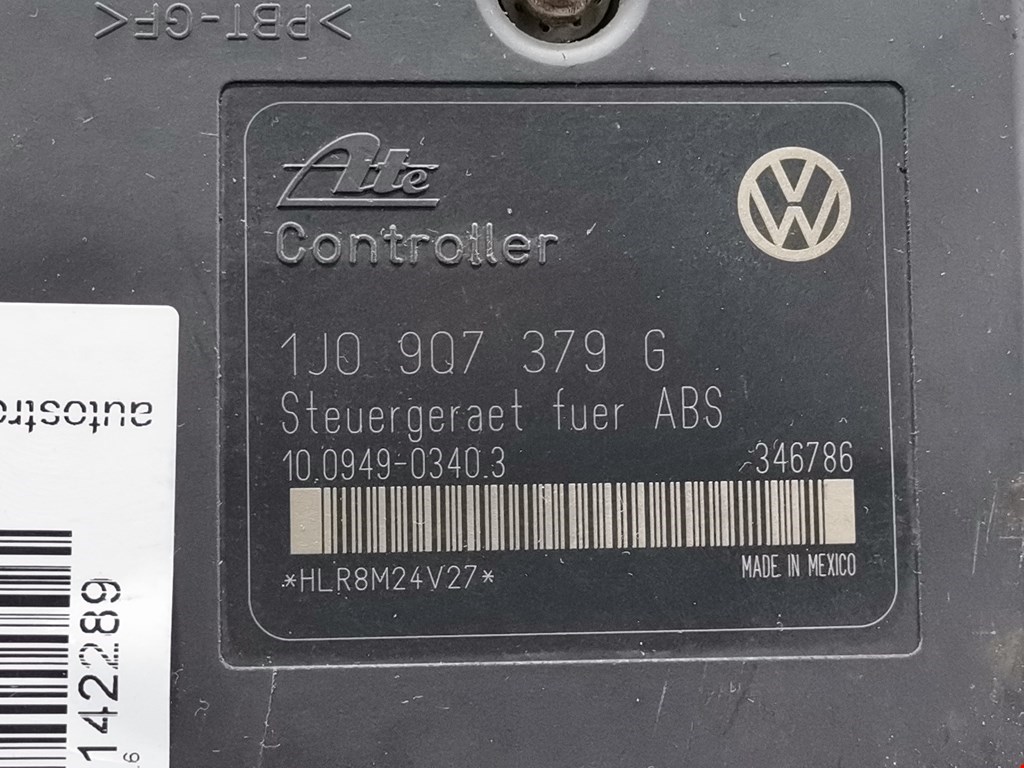 >PBT-GF<
Ate
Controller
1J0 907 379 G
Steuergeraet fuer ABS
10.0949-0340.3
346786
*HLR8M24V27*
MADE IN MEXICO
autostro
142289